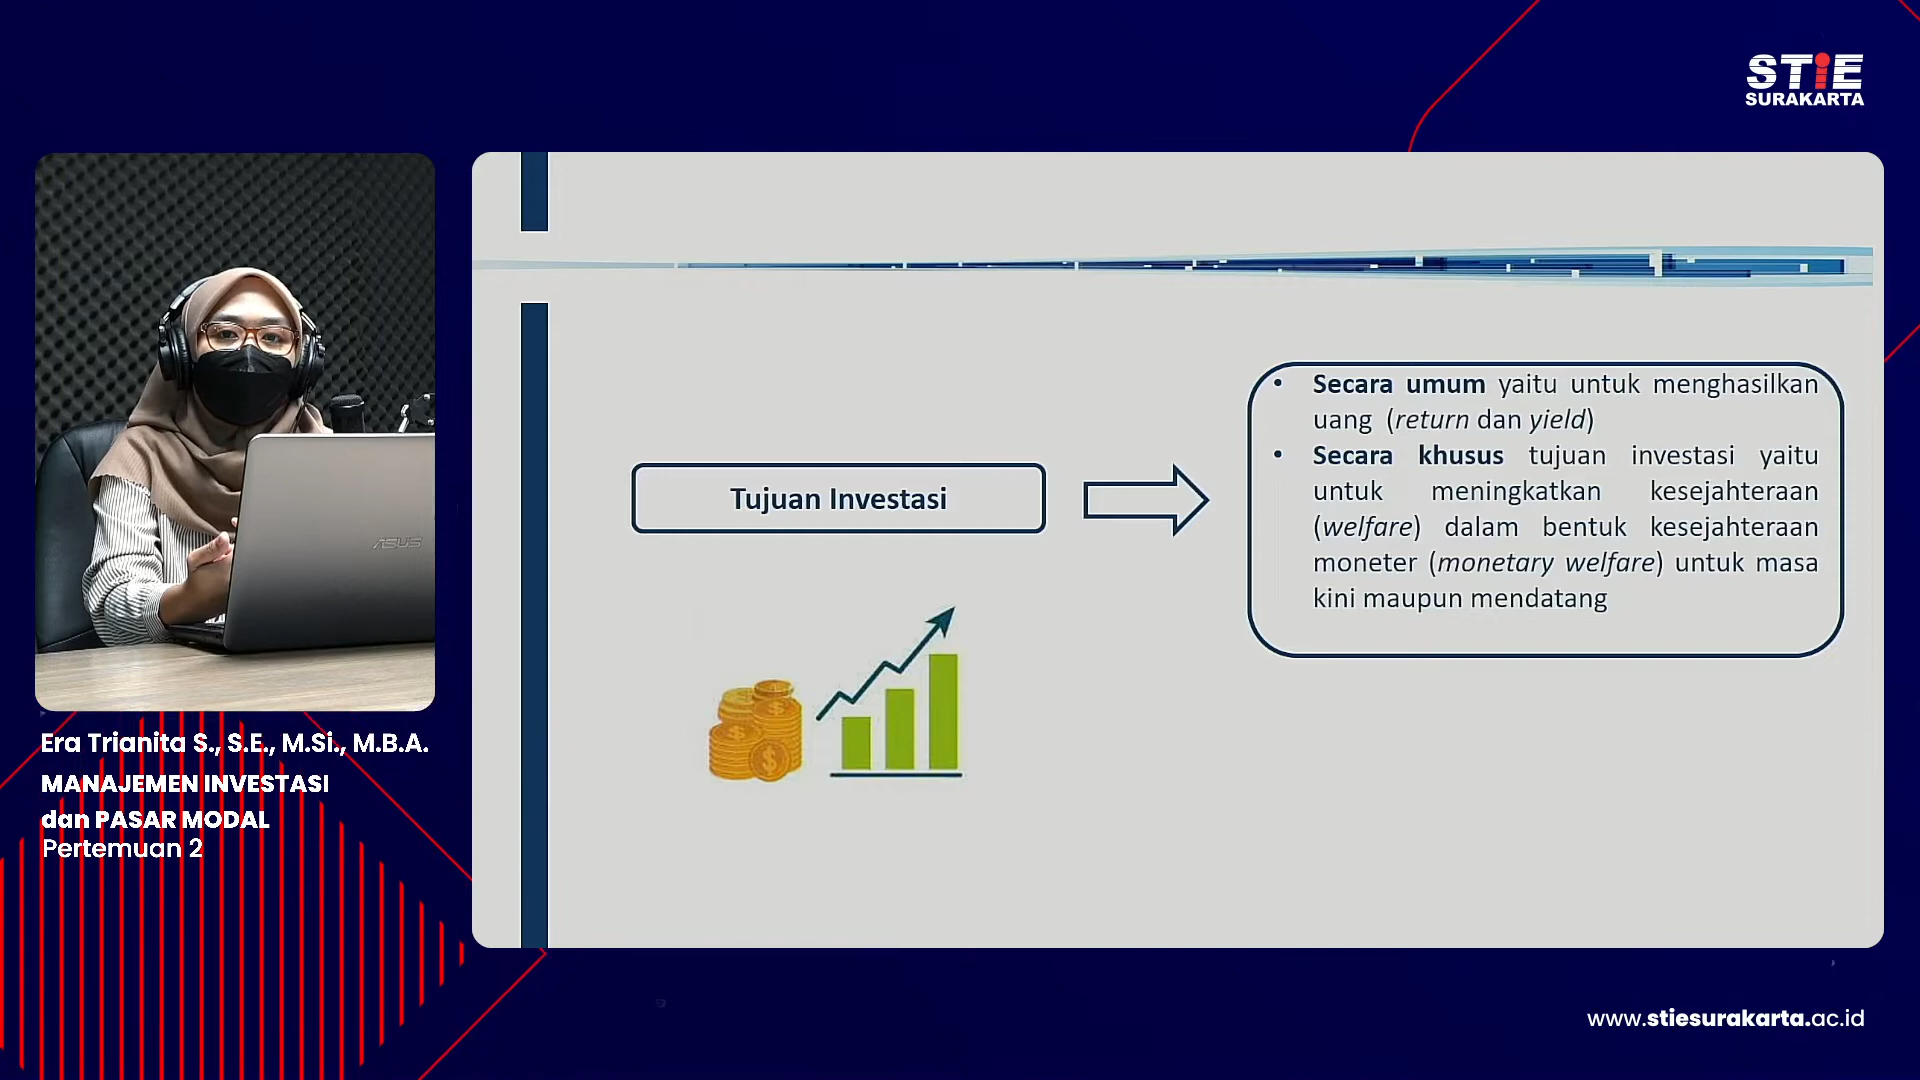 STiE
SURAKARTA
• Secara umum yaitu untuk menghasilkan
uang (return dan yield)
• Secara khusus tujuan investasi yaitu
untuk meningkatkan kesejahteraan
(welfare) dalam bentuk kesejahteraan
moneter (monetary welfare) untuk masa
kini maupun mendatang
Tujuan Investasi
ASUS
Era Trianita S., S.E., M.Si., M.B.A.
MANAJEMEN INVESTASI
dan PASAR MODAL
Pertemuan 2
www.stiesurakarta.ac.id